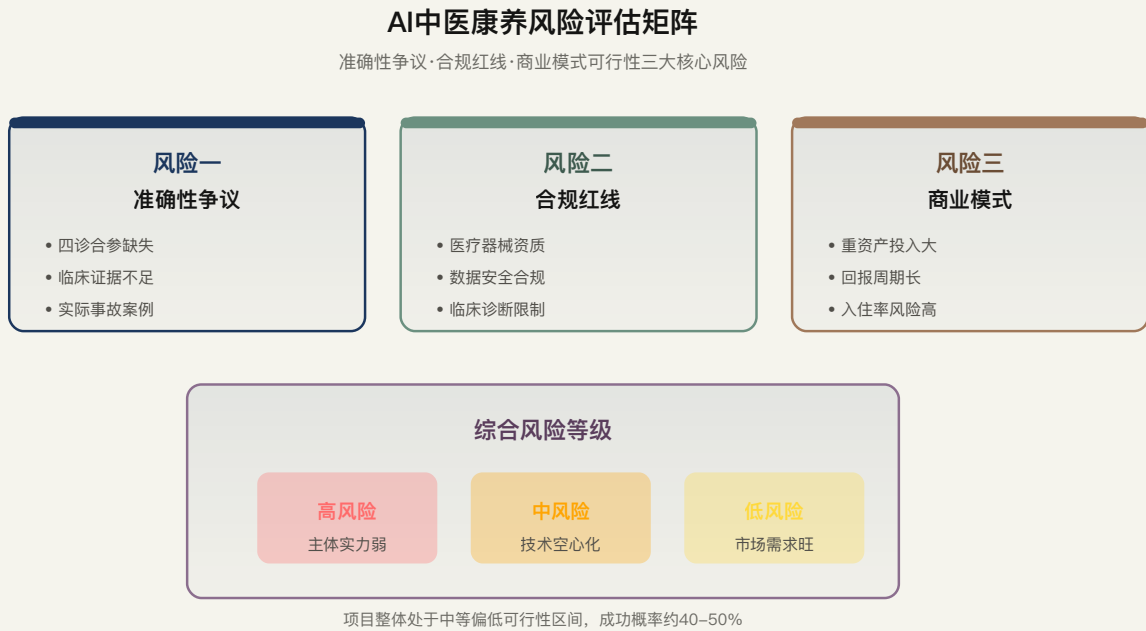 AI中医康养风险评估矩阵
准确性争议·合规红线·商业模式可行性三大核心风险
风险一
准确性争议
• 四诊合参缺失
• 临床证据不足
• 实际事故案例
风险二
合规红线
• 医疗器械资质
• 数据安全合规
• 临床诊断限制
风险三
商业模式
• 重资产投入大
• 回报周期长
• 入住率风险高
综合风险等级
高风险
主体实力弱
中风险
技术空心化
低风险
市场需求旺
项目整体处于中等偏低可行性区间，成功概率约40–50%